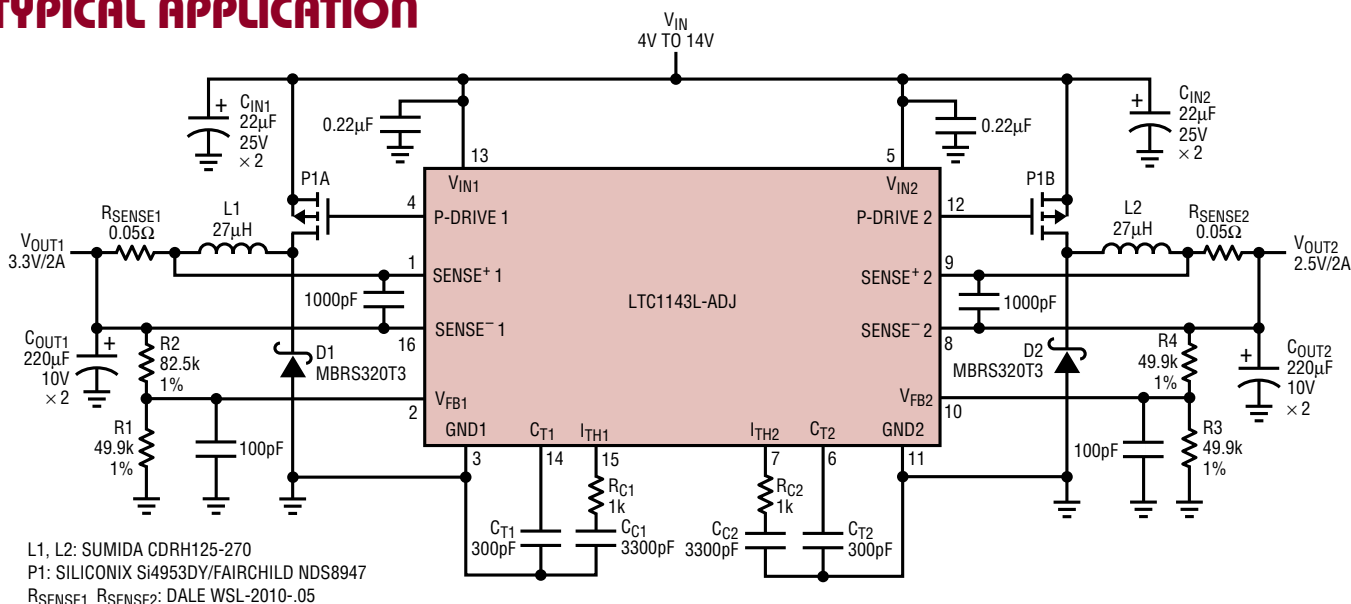 TYPICAL APPLICATION
VIN
4V TO 14V
CIN1
22µF
25V
× 2
0.22µF
13
5
0.22µF
CIN2
22µF
25V
× 2
VIN1
VIN2
P1A
4
P-DRIVE 1
P-DRIVE 2
12
P1B
RSENSE1
0.05Ω
L1
27µH
L2
27µH
RSENSE2
0.05Ω
VOUT1
3.3V/2A
VOUT2
2.5V/2A
1
SENSE+ 1
SENSE+ 2
9
1000pF
LTC1143L-ADJ
1000pF
SENSE– 1
16
SENSE– 2
8
COUT1
220µF
10V
× 2
R2
82.5k
1%
D1
MBRS320T3
D2
MBRS320T3
R4
49.9k
1%
COUT2
220µF
10V
× 2
VFB1
2
VFB2
10
R1
49.9k
1%
100pF
GND1
CT1
ITH1
ITH2
CT2
GND2
3
14
15
7
6
11
100pF
R3
49.9k
1%
RC1
1k
RC2
1k
CT1
300pF
CC1
3300pF
CC2
3300pF
CT2
300pF
L1, L2: SUMIDA CDRH125-270
P1: SILICONIX Si4953DY/FAIRCHILD NDS8947
RSENSE1, RSENSE2: DALE WSL-2010-.05